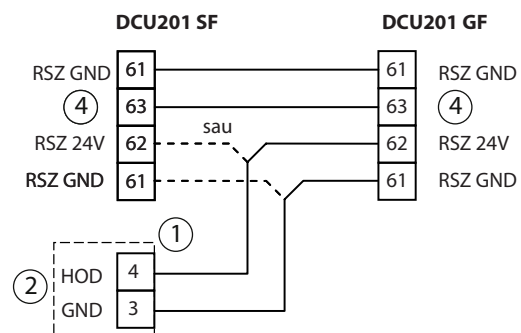 DCU201 SF DCU201 GF
RSZ GND 61 61 RSZ GND
4 63 63 4
sau
RSZ 24V 62 62 RSZ 24V
RSZ GND 61 61 RSZ GND
1
2 HOD 4
GND 3